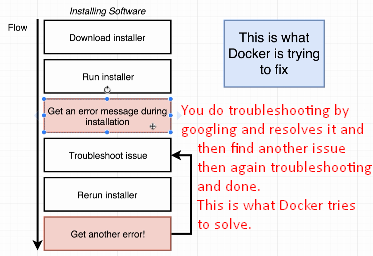 Installing Software
Flow
Download installer
This is what
Docker is trying
to fix
Run installer
Get an error message during
installation
You do troubleshooting by
googling and resolves it and
then find another issue
then again troubleshooting
and done.
This is what Docker tries
to solve.
Troubleshoot issue
Rerun installer
Get another error!